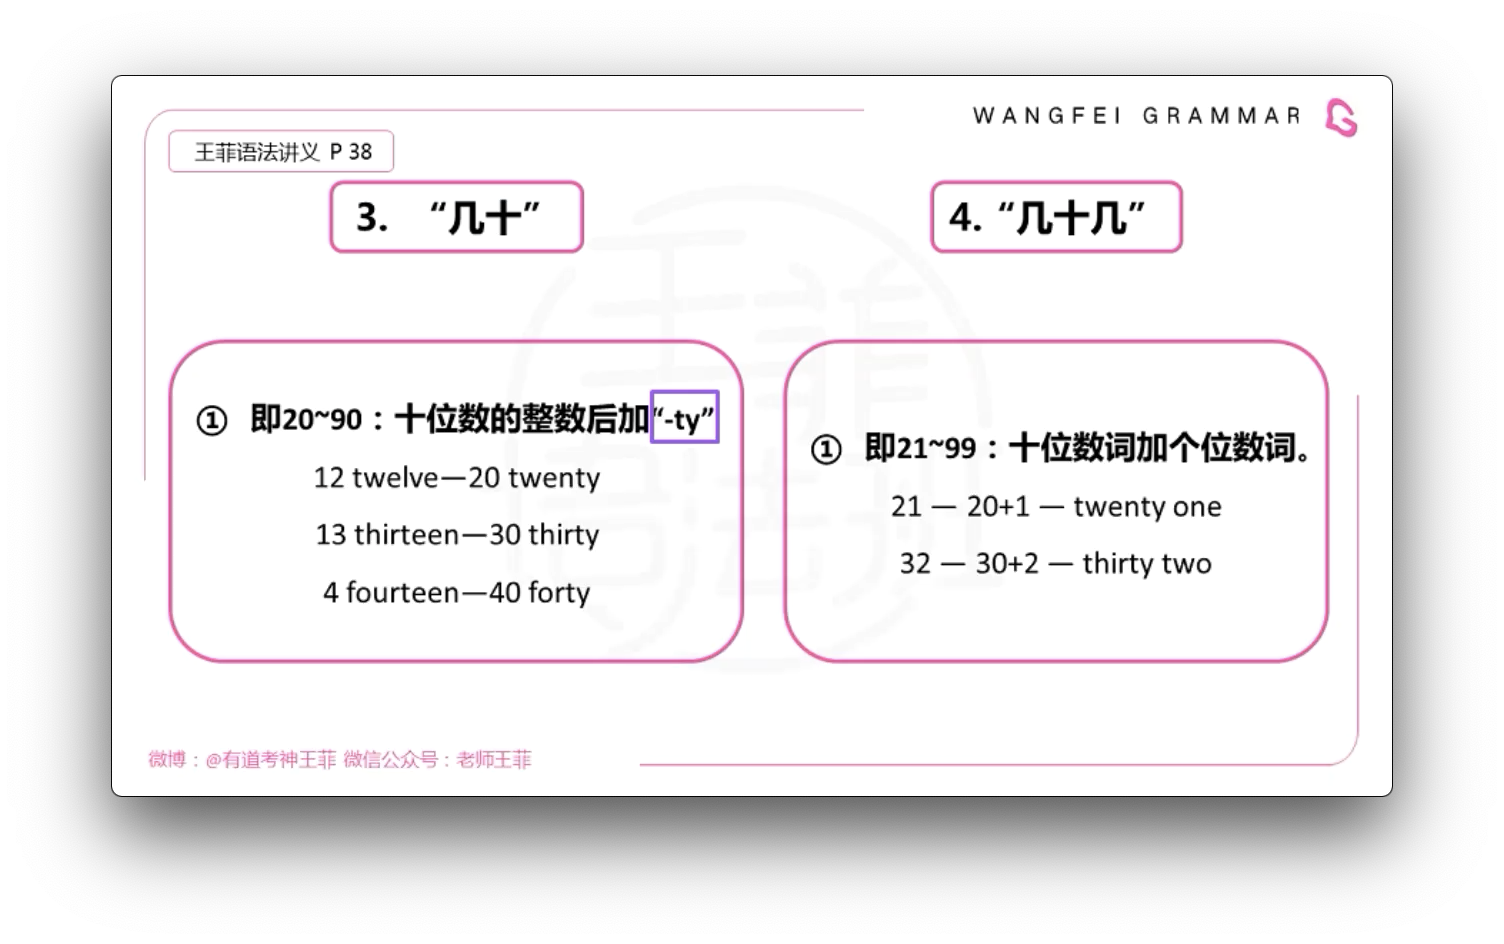 WANGFEI GRAMMAR
王菲语法讲义 P 38
3. “几十”
① 即20~90：十位数的整数后加“-ty”
12 twelve—20 twenty
13 thirteen—30 thirty
4 fourteen—40 forty
4. “几十几”
① 即21~99：十位数词加个位数词。
21 — 20+1 — twenty one
32 — 30+2 — thirty two
微博：@有道考神王菲 微信公众号：老师王菲